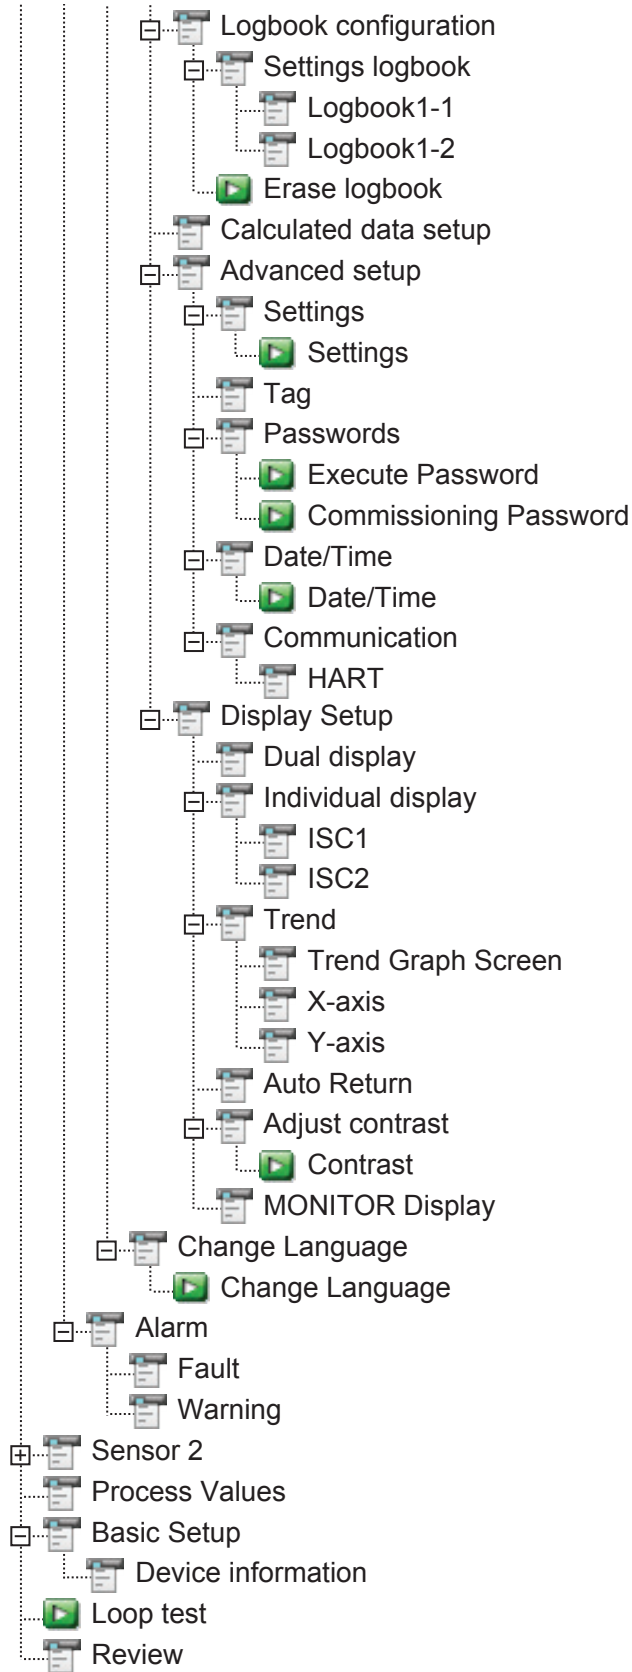 Logbook configuration
Settings logbook
Logbook1-1
Logbook1-2
Erase logbook
Calculated data setup
Advanced setup
Settings
Settings
Tag
Passwords
Execute Password
Commissioning Password
Date/Time
Date/Time
Communication
HART
Display Setup
Dual display
Individual display
ISC1
ISC2
Trend
Trend Graph Screen
X-axis
Y-axis
Auto Return
Adjust contrast
Contrast
MONITOR Display
Change Language
Change Language
Alarm
Fault
Warning
Sensor 2
Process Values
Basic Setup
Device information
Loop test
Review